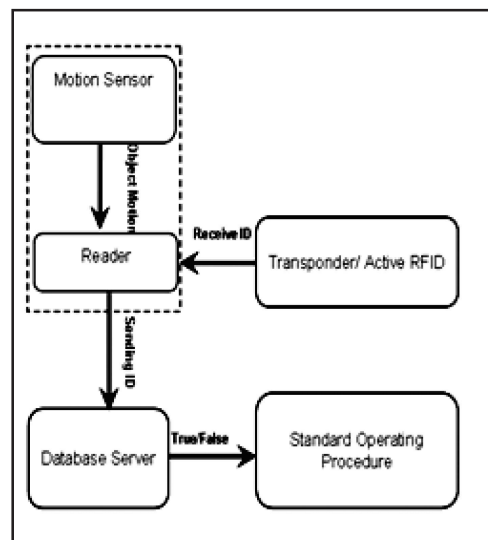 Motion Sensor
Object Motion
Reader
Receive ID
Transponder/ Active RFID
Sending ID
Database Server
True/False
Standard Operating
Procedure